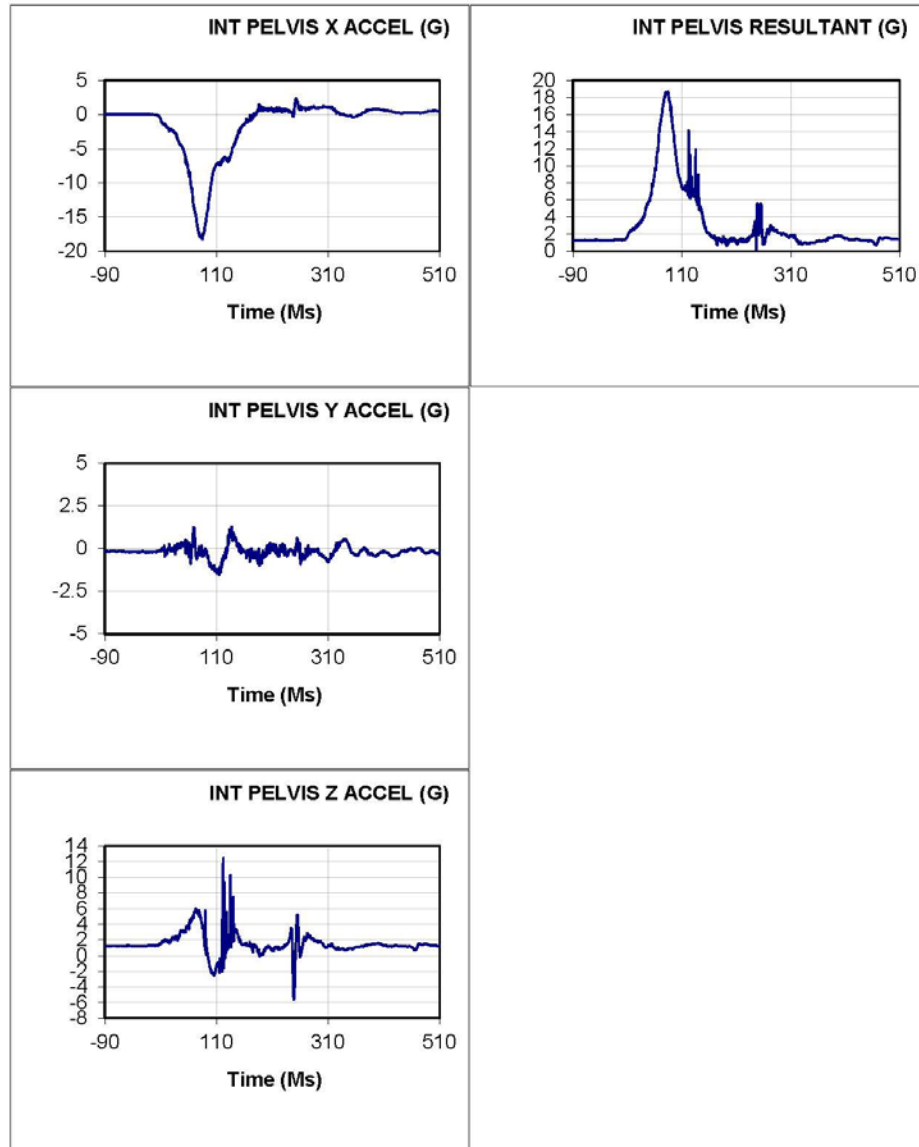 INT PELVIS X ACCEL (G)
5
0
-5
-10
-15
-20
-90 110 310 510
Time (Ms)
INT PELVIS RESULTANT (G)
20
18
16
14
12
10
8
6
4
2
0
-90 110 310 510
Time (Ms)
INT PELVIS Y ACCEL (G)
5
2.5
0
-2.5
-5
-90 110 310 510
Time (Ms)
INT PELVIS Z ACCEL (G)
14
12
10
8
6
4
2
0
-2
-4
-6
-8
-90 110 310 510
Time (Ms)